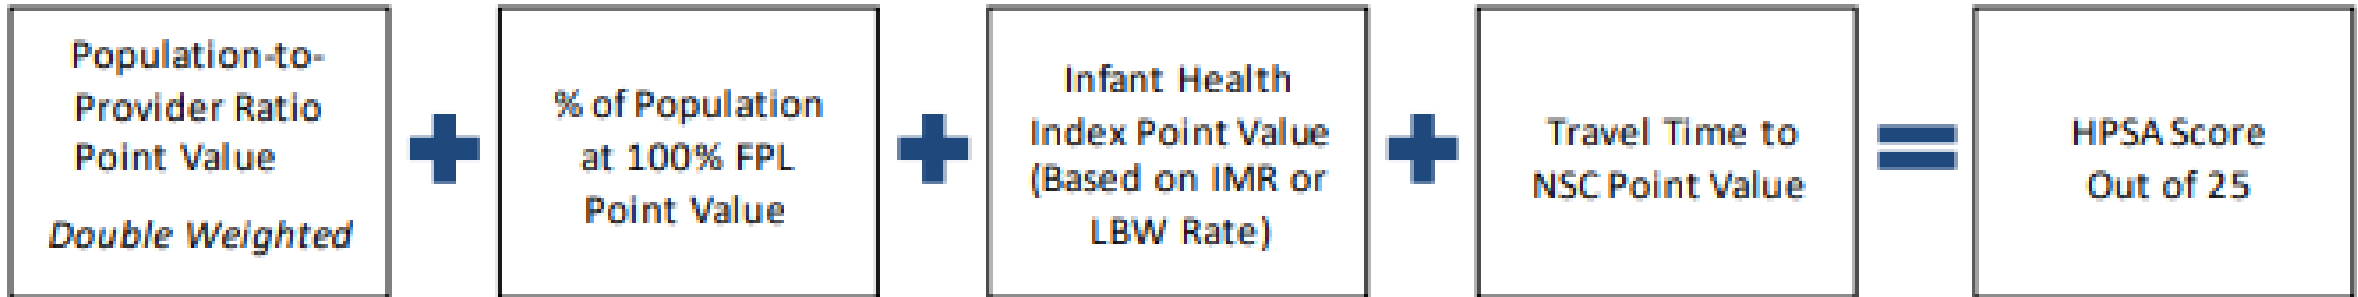 Population-to-
Provider Ratio
Point Value
Double Weighted
% of Population
at 100% FPL
Point Value
Infant Health
Index Point Value
(Based on IMR or
LBW Rate)
Travel Time to
NSC Point Value
HPSA Score
Out of 25